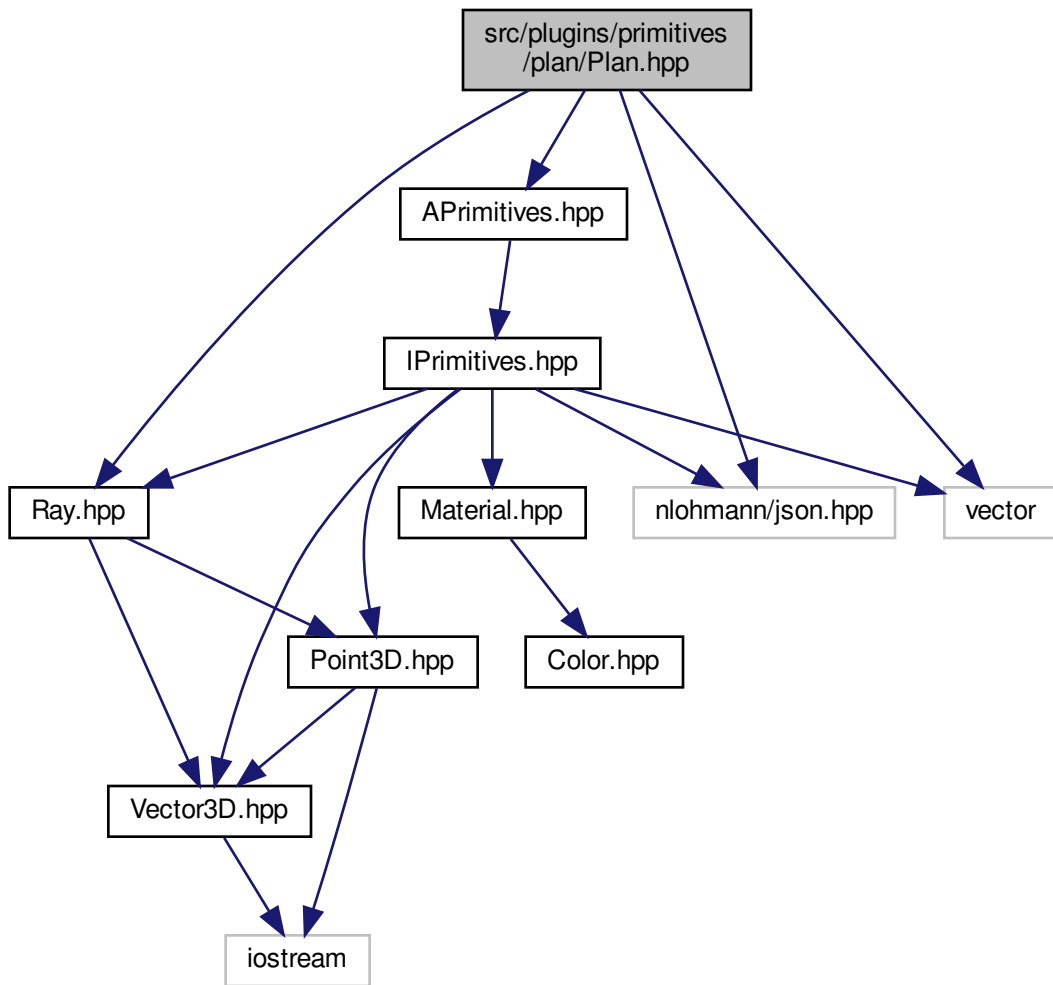 src/plugins/primitives
/plan/Plan.hpp
APrimitives.hpp
IPrimitives.hpp
Ray.hpp
Material.hpp
nlohmann/json.hpp
vector
Point3D.hpp
Color.hpp
Vector3D.hpp
iostream